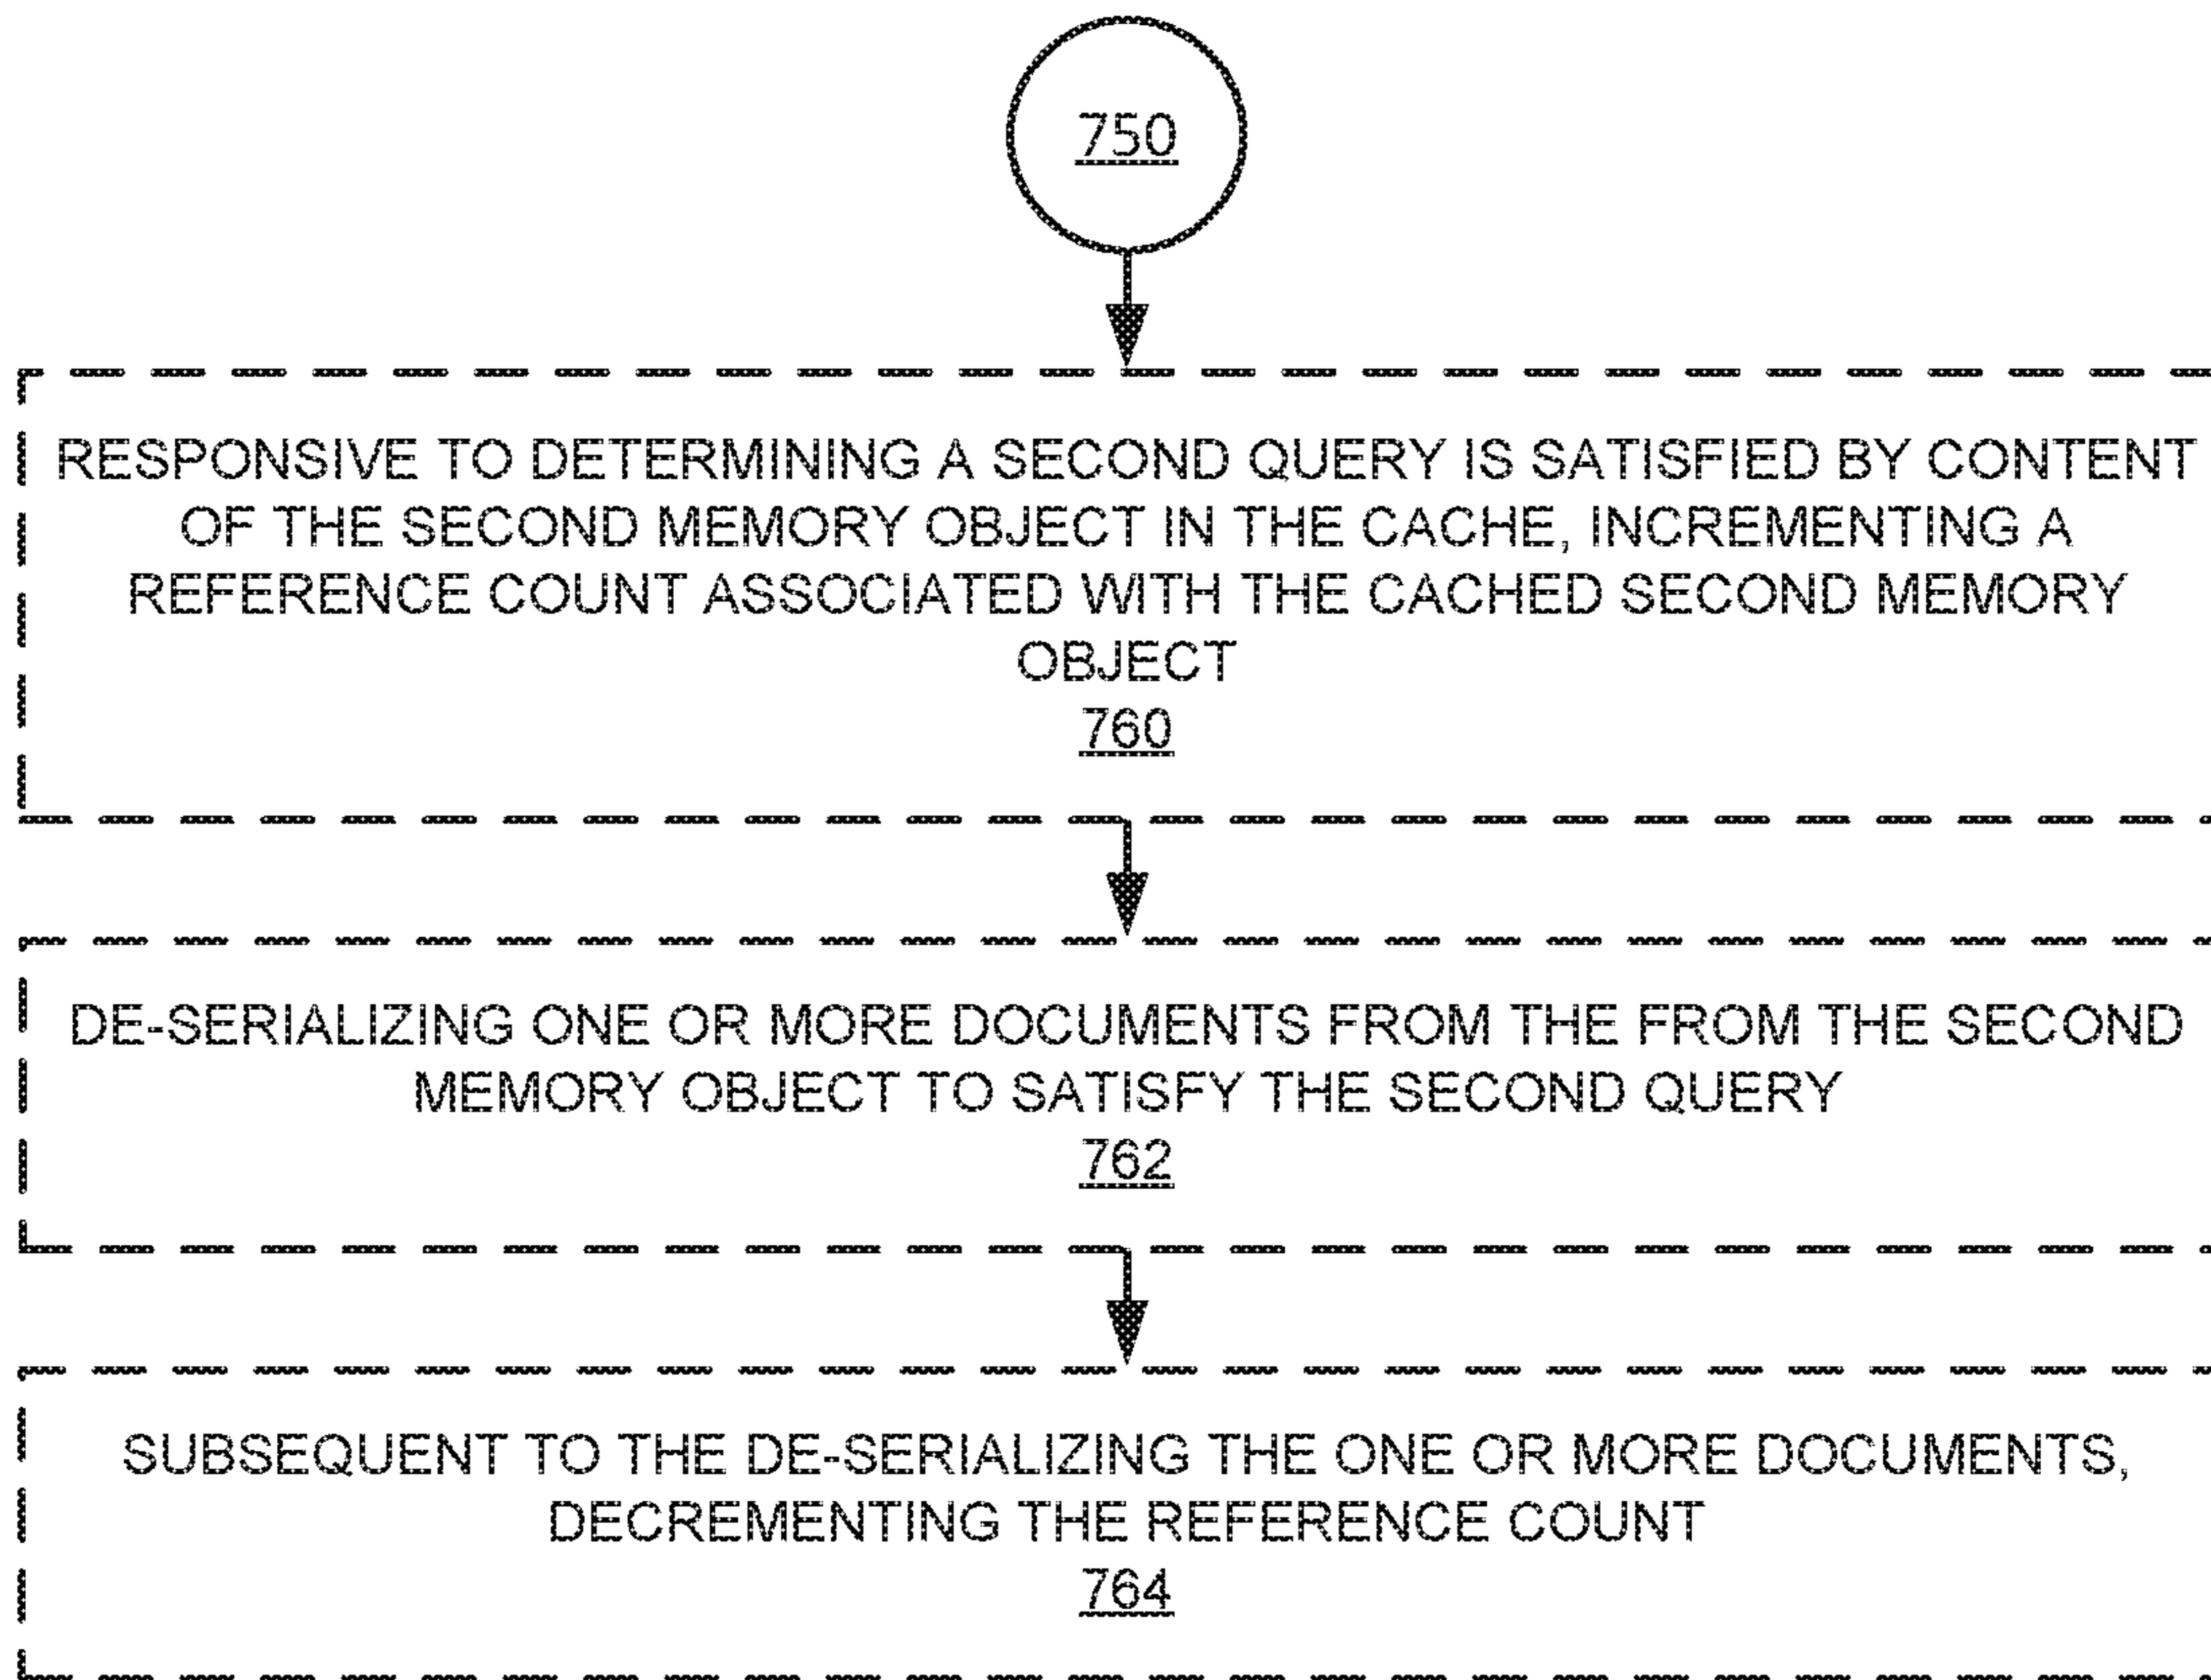 750
RESPONSIVE TO DETERMINING A SECOND QUERY IS SATISFIED BY CONTENT
OF THE SECOND MEMORY OBJECT IN THE CACHE, INCREMENTING A
REFERENCE COUNT ASSOCIATED WITH THE CACHED SECOND MEMORY
OBJECT
760
DE-SERIALIZING ONE OR MORE DOCUMENTS FROM THE FROM THE SECOND
MEMORY OBJECT TO SATISFY THE SECOND QUERY
762
SUBSEQUENT TO THE DE-SERIALIZING THE ONE OR MORE DOCUMENTS,
DECREMENTING THE REFERENCE COUNT
764